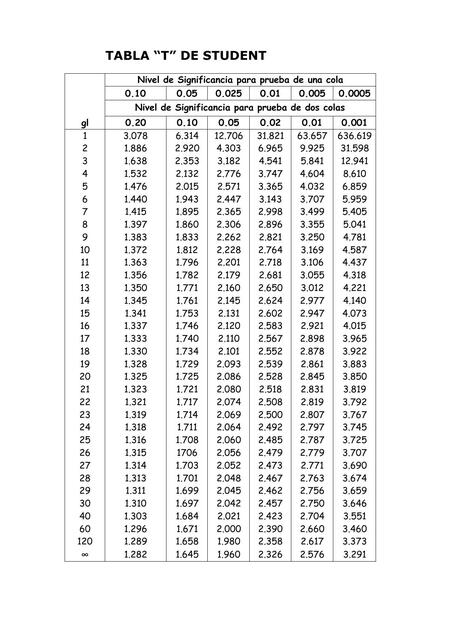 TABLA “T” DE STUDENT
Nivel de Significancia para prueba de una cola
0.10 0.05 0.025 0.01 0.005 0.0005
Nivel de Significancia para prueba de dos colas
gl 0.20 0.10 0.05 0.02 0.01 0.001
1 3.078 6.314 12.706 31.821 63.657 636.619
2 1.886 2.920 4.303 6.965 9.925 31.598
3 1.638 2.353 3.182 4.541 5.841 12.941
4 1.532 2.132 2.776 3.747 4.604 8.610
5 1.476 2.015 2.571 3.365 4.032 6.859
6 1.440 1.943 2.447 3.143 3.707 5.959
7 1.415 1.895 2.365 2.998 3.499 5.405
8 1.397 1.860 2.306 2.896 3.355 5.041
9 1.383 1.833 2.262 2.821 3.250 4.781
10 1.372 1.812 2.228 2.764 3.169 4.587
11 1.363 1.796 2.201 2.718 3.106 4.437
12 1.356 1.782 2.179 2.681 3.055 4.318
13 1.350 1.771 2.160 2.650 3.012 4.221
14 1.345 1.761 2.145 2.624 2.977 4.140
15 1.341 1.753 2.131 2.602 2.947 4.073
16 1.337 1.746 2.120 2.583 2.921 4.015
17 1.333 1.740 2.110 2.567 2.898 3.965
18 1.330 1.734 2.101 2.552 2.878 3.922
19 1.328 1.729 2.093 2.539 2.861 3.883
20 1.325 1.725 2.086 2.528 2.845 3.850
21 1.323 1.721 2.080 2.518 2.831 3.819
22 1.321 1.717 2.074 2.508 2.819 3.792
23 1.319 1.714 2.069 2.500 2.807 3.767
24 1.318 1.711 2.064 2.492 2.797 3.745
25 1.316 1.708 2.060 2.485 2.787 3.725
26 1.315 1706 2.056 2.479 2.779 3.707
27 1.314 1.703 2.052 2.473 2.771 3.690
28 1.313 1.701 2.048 2.467 2.763 3.674
29 1.311 1.699 2.045 2.462 2.756 3.659
30 1.310 1.697 2.042 2.457 2.750 3.646
40 1.303 1.684 2.021 2.423 2.704 3.551
60 1.296 1.671 2.000 2.390 2.660 3.460
120 1.289 1.658 1.980 2.358 2.617 3.373
∞ 1.282 1.645 1.960 2.326 2.576 3.291